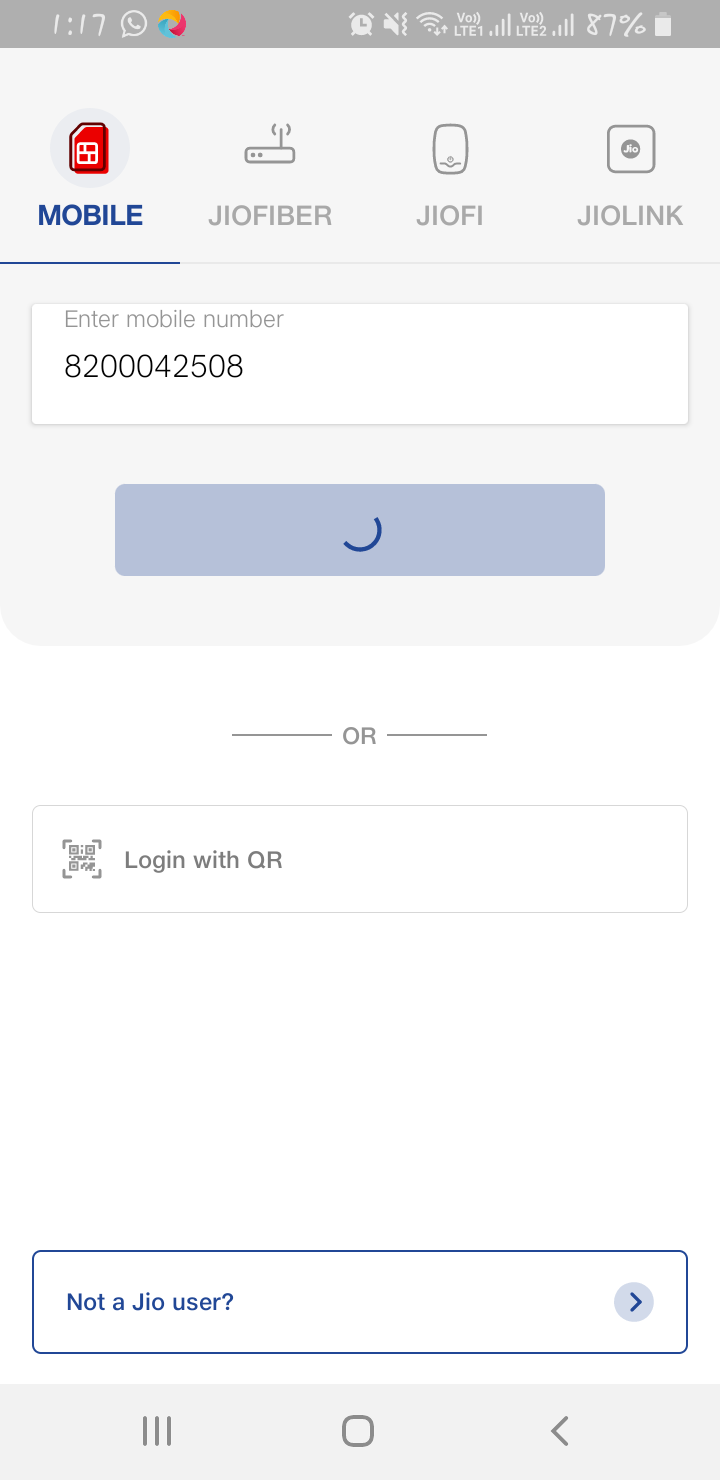 1:17 Vo)) LTE1 Vo)) LTE2 87%
Jio
MOBILE JIOFIBER JIOFI JIOLINK
Enter mobile number
8200042508
OR
Login with QR
Not a Jio user?